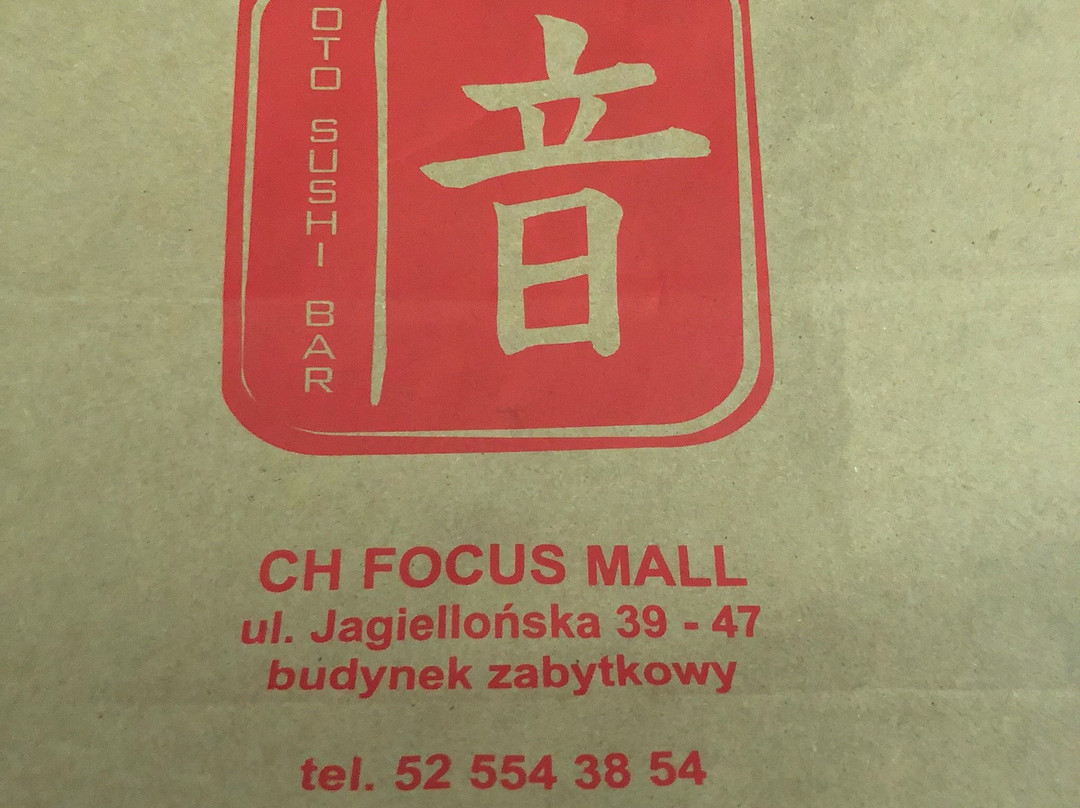 OTO SUSHI BAR
音
CH FOCUS MALL
ul. Jagiellońska 39 - 47
budynek zabytkowy
tel. 52 554 38 54